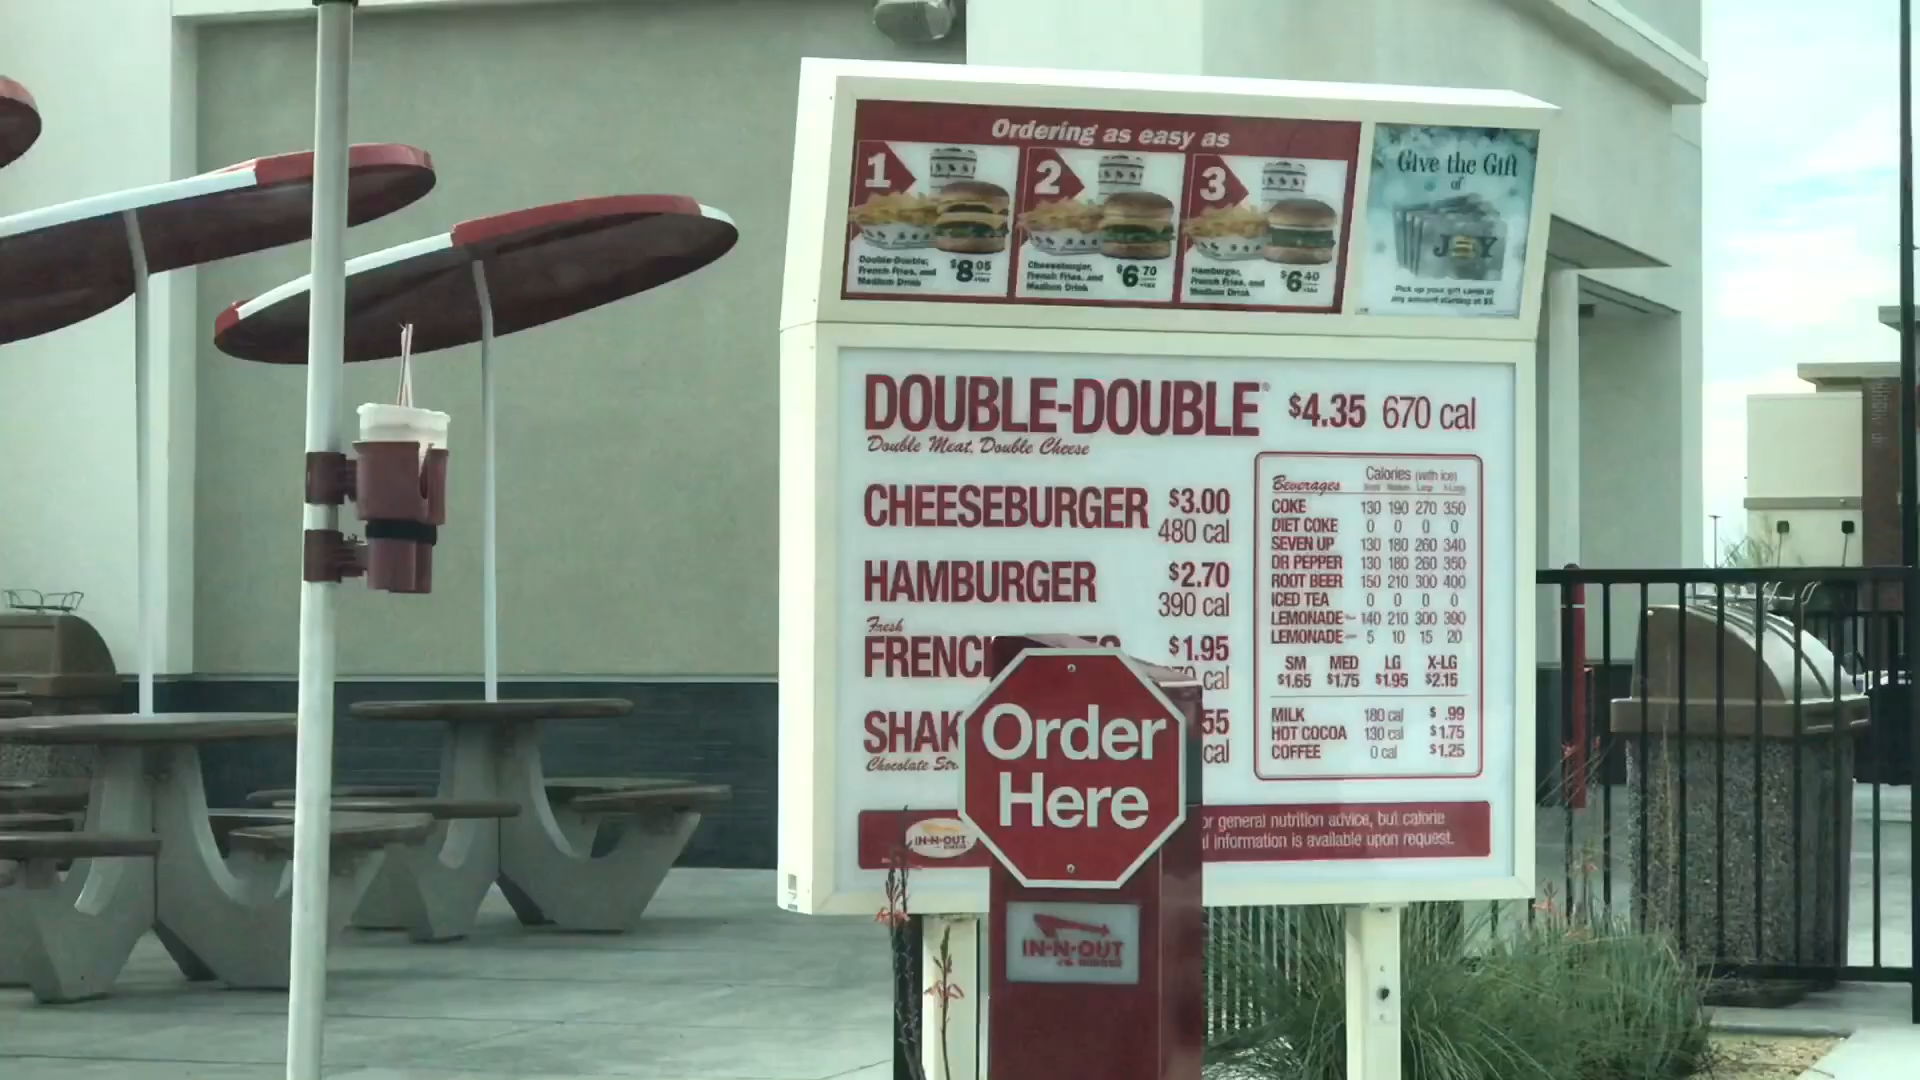 Ordering as easy as
1
Double-Double,
French Fries, and
Medium Drink
$8.05
2
Cheeseburger,
French Fries, and
Medium Drink
$6.70
3
Hamburger,
French Fries, and
Medium Drink
$6.40
Give the Gift
of
JOY
Pick up your gift cards in
any amount starting at $5.
DOUBLE-DOUBLE® $4.35 670 cal
Double Meat, Double Cheese
CHEESEBURGER $3.00
480 cal
HAMBURGER $2.70
390 cal
Fresh
FRENC $1.95
cal
SHAK 55
cal
Chocolate Str
Beverages Calories (with ice)
COKE 130 190 270 350
DIET COKE 0 0 0 0
SEVEN UP 130 180 260 340
DR PEPPER 130 180 260 350
ROOT BEER 150 210 300 400
ICED TEA 0 0 0 0
LEMONADE 140 210 300 390
LEMONADE 5 10 15 20
SM MED LG X-LG
$1.65 $1.75 $1.95 $2.15
MILK 180 cal $ .99
HOT COCOA 130 cal $1.75
COFFEE 0 cal $1.25
IN-N-OUT
or general nutrition advice, but calorie
l information is available upon request.
Order
Here
IN-N-OUT
BURGER